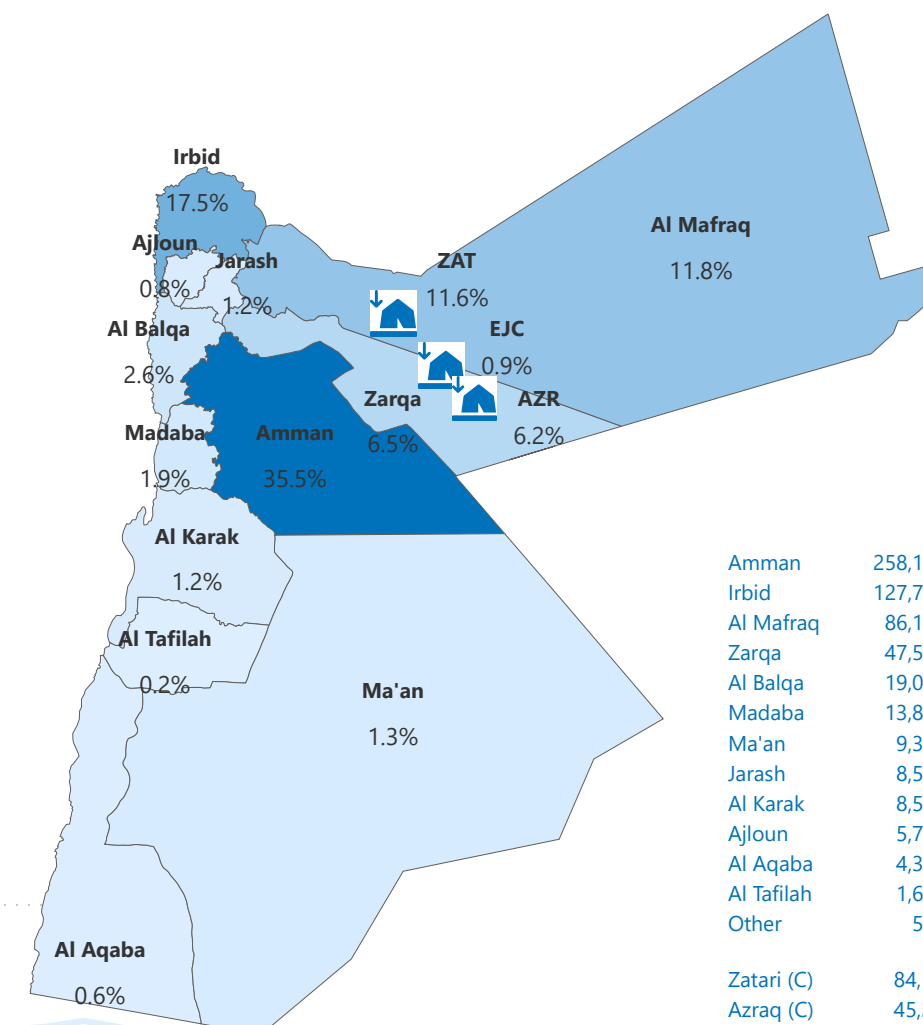 Irbid
17.5%
Al Mafraq
11.8%
Ajloun
0.8%
Jarash
1.2%
ZAT
11.6%
EJC
0.9%
Al Balqa
2.6%
Zarqa
6.5%
AZR
6.2%
Madaba
1.9%
Amman
35.5%
Al Karak
1.2%
Al Tafilah
0.2%
Ma'an
1.3%
Al Aqaba
0.6%
Amman 258,1
Irbid 127,7
Al Mafraq 86,1
Zarqa 47,5
Al Balqa 19,0
Madaba 13,8
Ma'an 9,3
Jarash 8,5
Al Karak 8,5
Ajloun 5,7
Al Aqaba 4,3
Al Tafilah 1,6
Other 5
Zatari (C) 84,
Azraq (C) 45,